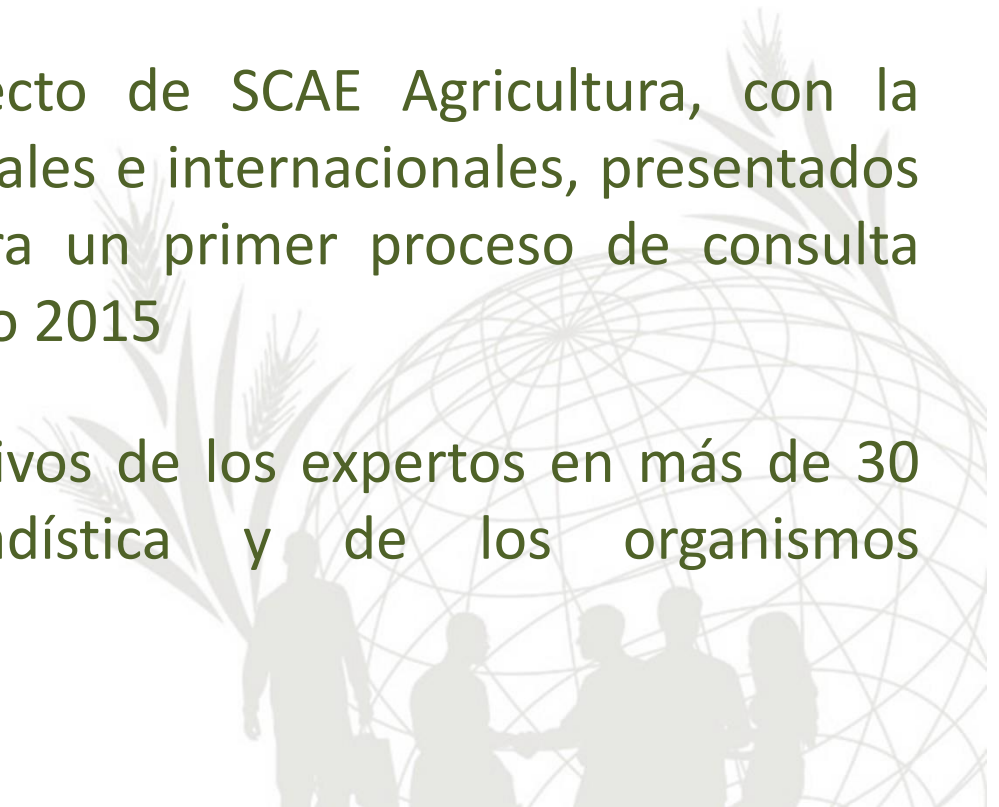 ecto de SCAE Agricultura, con la
ales e internacionales, presentados
ra un primer proceso de consulta
o 2015
ivos de los expertos en más de 30
adística y de los organismos